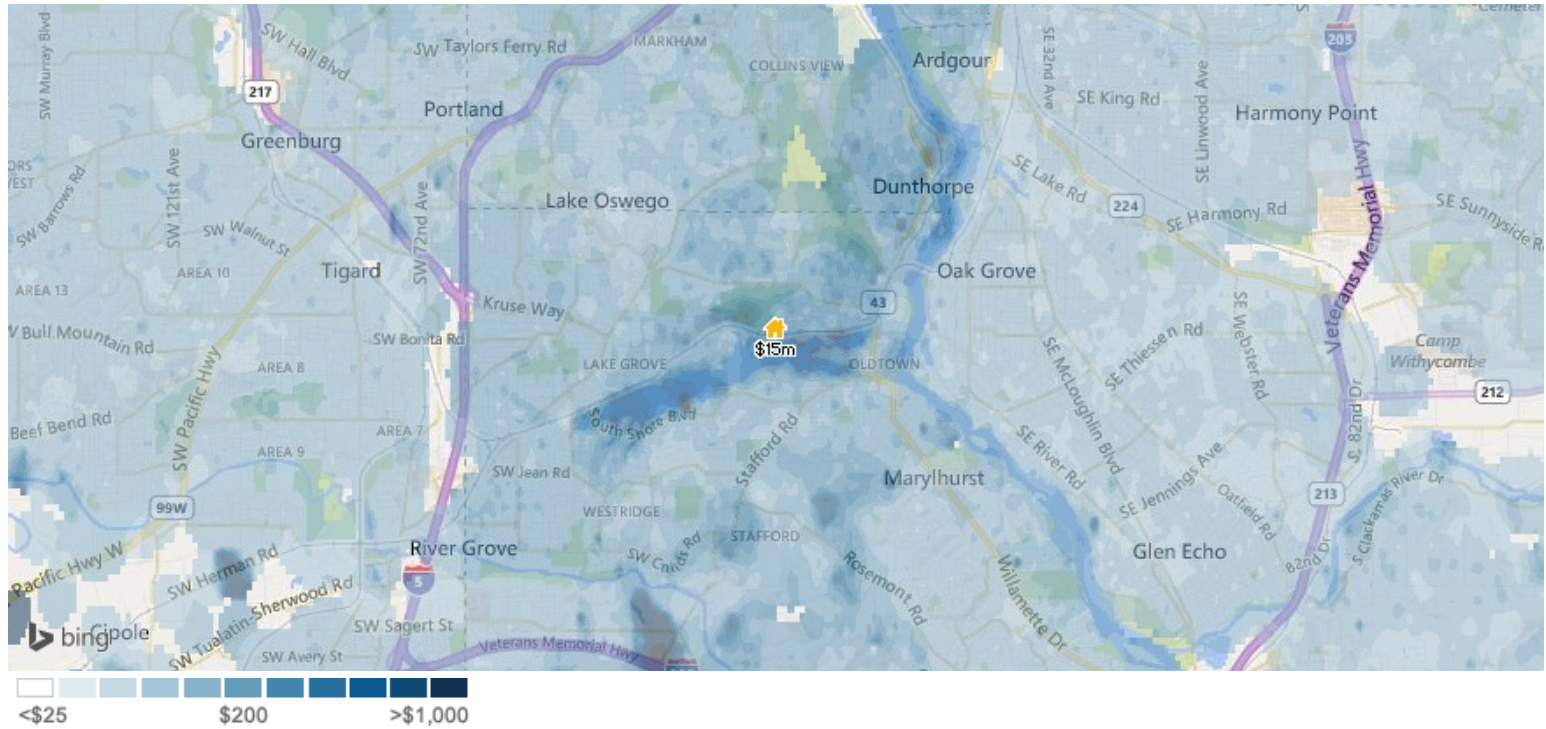 SW Murray Blvd
SW Hall Blvd
SW Taylors Ferry Rd
MARKHAM
COLLINS VIEW
Ardgour
SE 32nd Ave
205
Cemeter
217
Portland
SE King Rd
SE Linwood Ave
Harmony Point
Greenburg
ORS
VEST
SW Barrows Rd
SW 121st Ave
SW 72nd Ave
Lake Oswego
Dunthorpe
SE Lake Rd
224
SE Harmony Rd
SE Sunnyside R
SW Walnut St
AREA 10
Tigard
Oak Grove
Veterans Memorial Hwy
AREA 13
Kruse Way
43
W Bull Mountain Rd
SW Bonita Rd
$15m
SE Thiessen Rd
SE Webster Rd
Camp
Withycombe
AREA 8
LAKE GROVE
OLDTOWN
SE McLoughlin Blvd
212
SW Pacific Hwy
Beef Bend Rd
AREA 7
South Shore Blvd
SE 82nd Dr
AREA 9
SW Jean Rd
Stafford Rd
Marylhurst
SE River Rd
SE Jennings Ave
Oatfield Rd
213
S Clackamas River Dr
99W
WESTRIDGE
STAFFORD
River Grove
SW Childs Rd
Rosemont Rd
Glen Echo
82nd Dr
Pacific Hwy W
SW Herman Rd
5
Willamette Dr
SW Tualatin-Sherwood Rd
bing
Cipole
SW Sagert St
Veterans Memorial Hwy
SW Avery St
<$25
$200
>$1,000